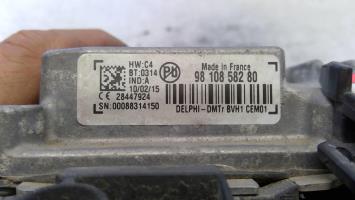 HW:C4
BT:0314
IND:A
10/02/15
CE 28447924
SN:00088314150
Made in France
98 108 582 80
DELPHI-DMTr BVH1 CEM01